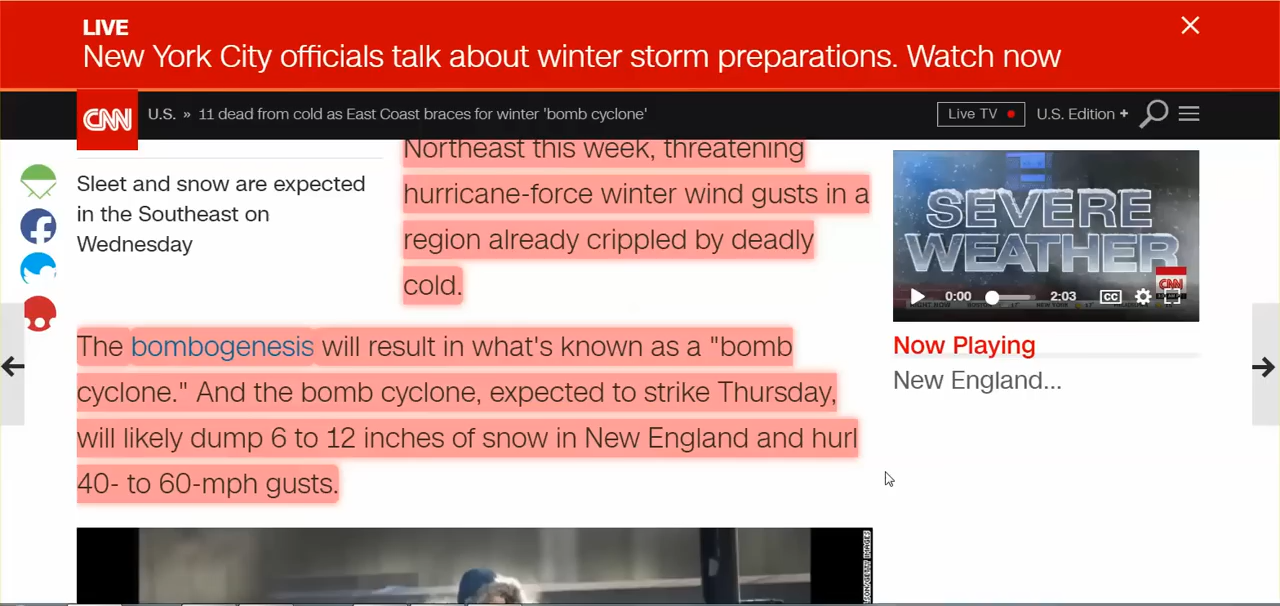 LIVE
New York City officials talk about winter storm preparations. Watch now
CNN
U.S. » 11 dead from cold as East Coast braces for winter 'bomb cyclone'
Live TV
U.S. Edition +
Sleet and snow are expected
in the Southeast on
Wednesday
Northeast this week, threatening
hurricane-force winter wind gusts in a
region already crippled by deadly
cold.
The bombogenesis will result in what's known as a "bomb
cyclone." And the bomb cyclone, expected to strike Thursday,
will likely dump 6 to 12 inches of snow in New England and hurl
40- to 60-mph gusts.
SEVERE
WEATHER
CNN
0:00
2:03
CC
Now Playing
New England...